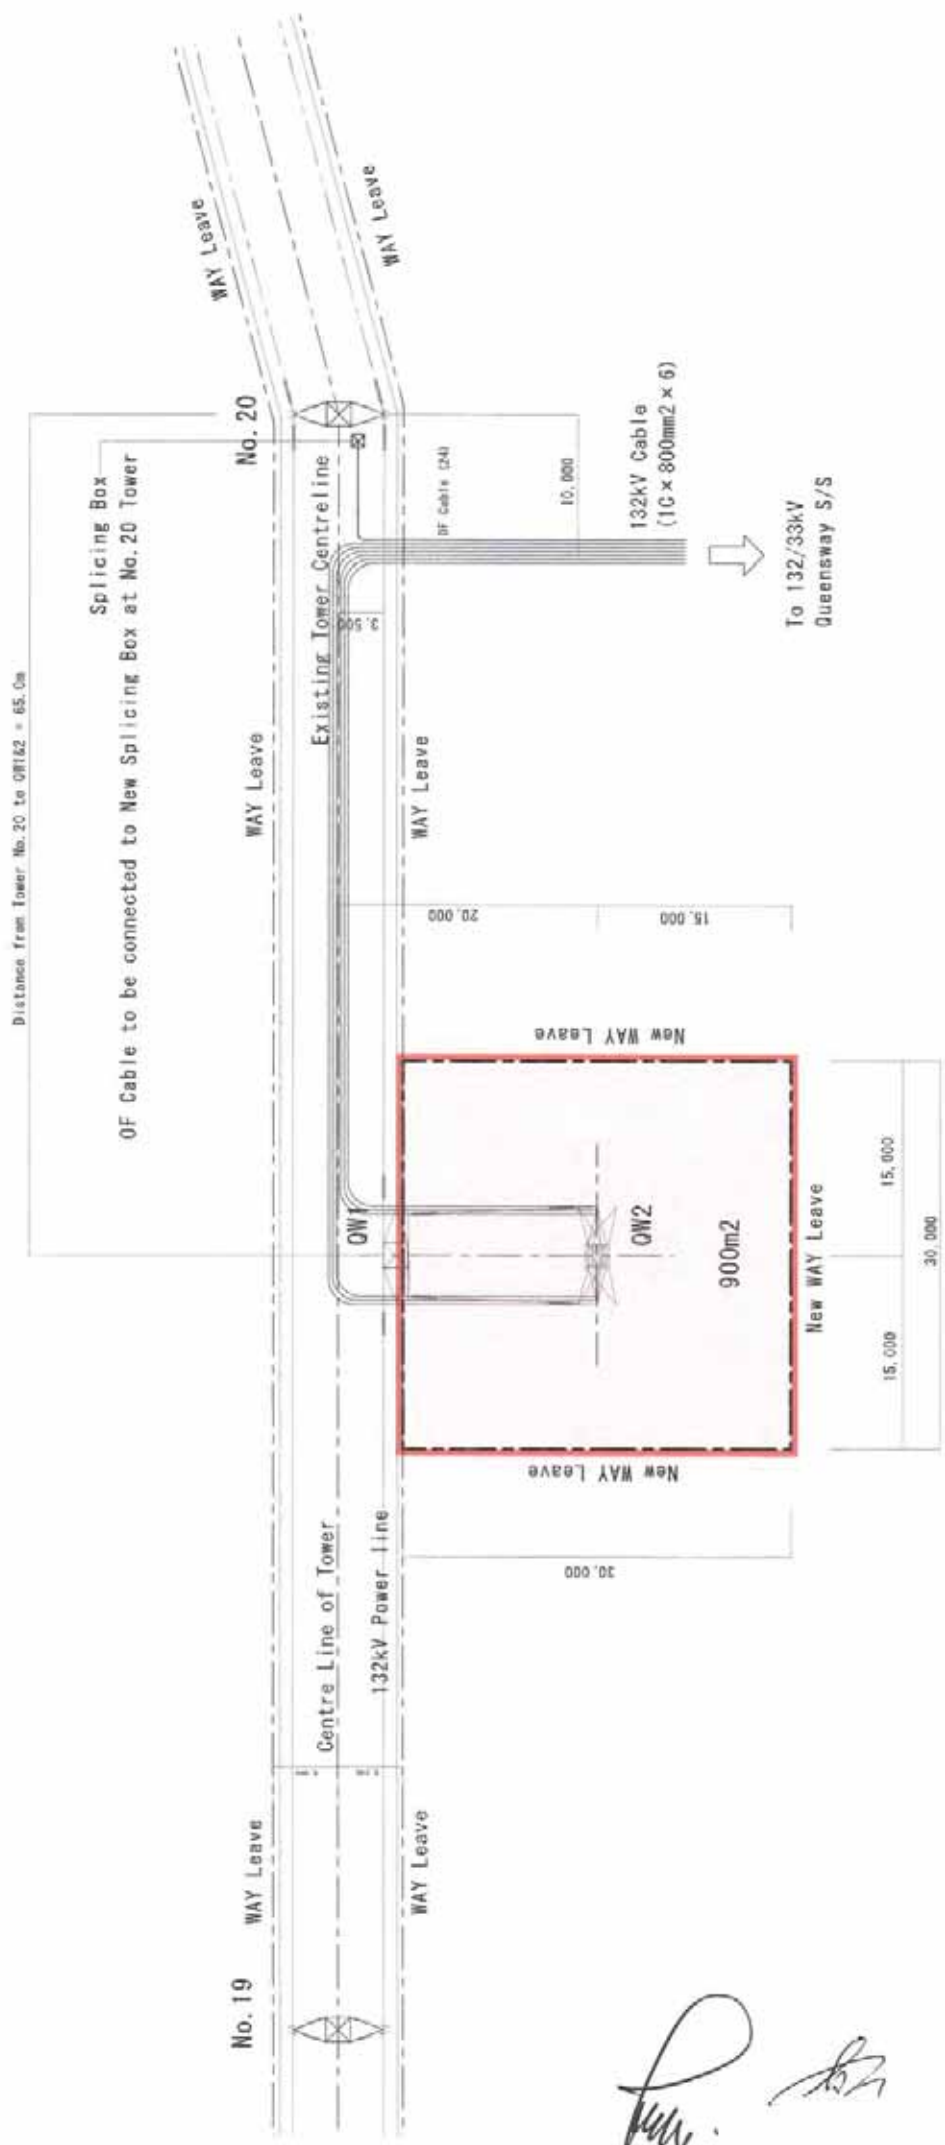 Distance from Tower No.20 to QW1&2 = 65.0m
Splicing Box
OF Cable to be connected to New Splicing Box at No.20 Tower
No.19
No.20
WAY Leave
WAY Leave
WAY Leave
WAY Leave
WAY Leave
WAY Leave
Centre Line of Tower
Existing Tower Centreline
132kV Power line
3.500
OF Cable (24)
10.000
132kV Cable
(1C×800mm2×6)
To 132/33kV
Queensway S/S
QW1
QW2
900m2
20.000
15.000
30.000
New WAY Leave
New WAY Leave
New WAY Leave
15,000
15,000
30,000